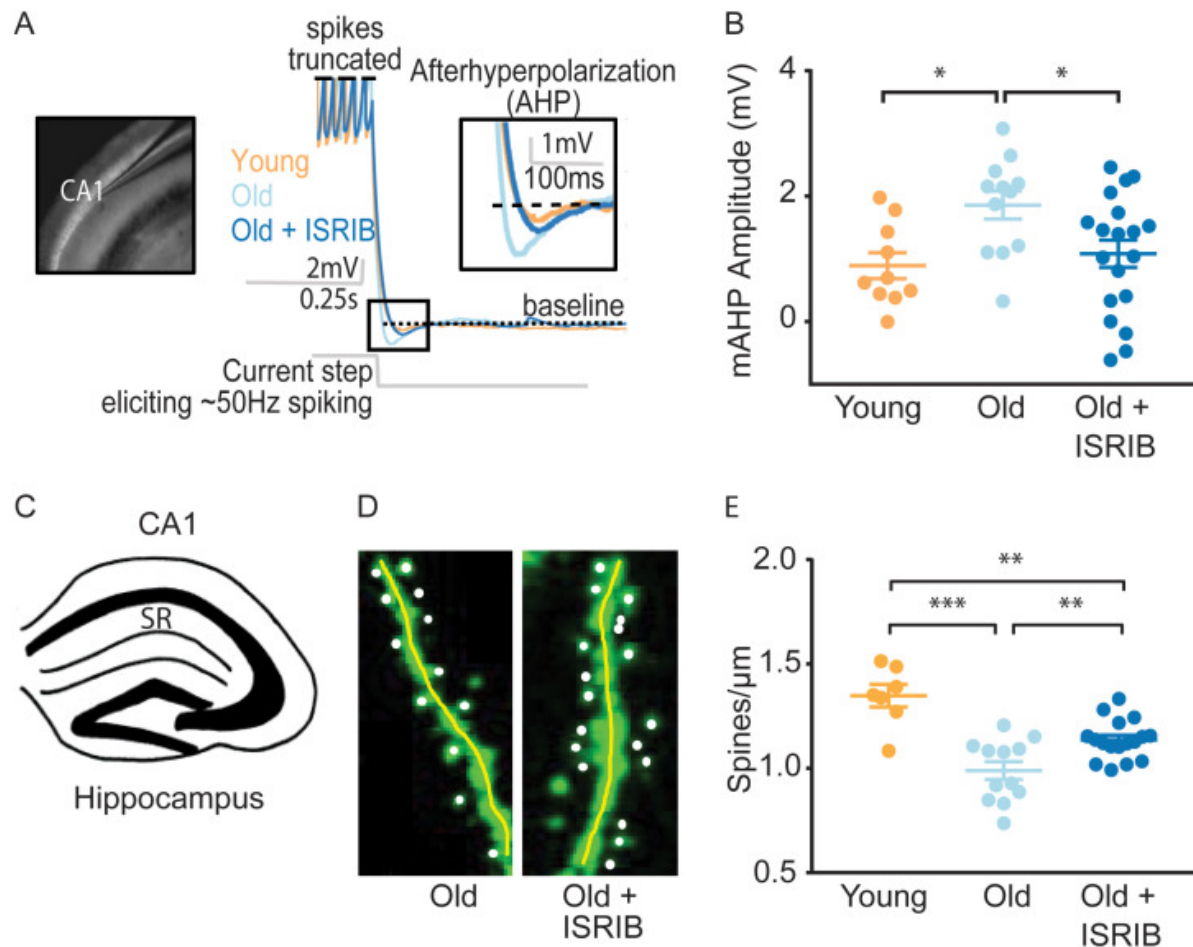 A
spikes
truncated
Afterhyperpolarization
(AHP)
1mV
100ms
CA1
Young
Old
Old + ISRIB
2mV
0.25s
baseline
Current step
eliciting ~50Hz spiking
B
mAHP Amplitude (mV)
4
2
0
*
*
Young
Old
Old +
ISRIB
C
CA1
SR
Hippocampus
D
Old
Old +
ISRIB
E
Spines/µm
2.0
1.5
1.0
0.5
**
***
**
Young
Old
Old +
ISRIB